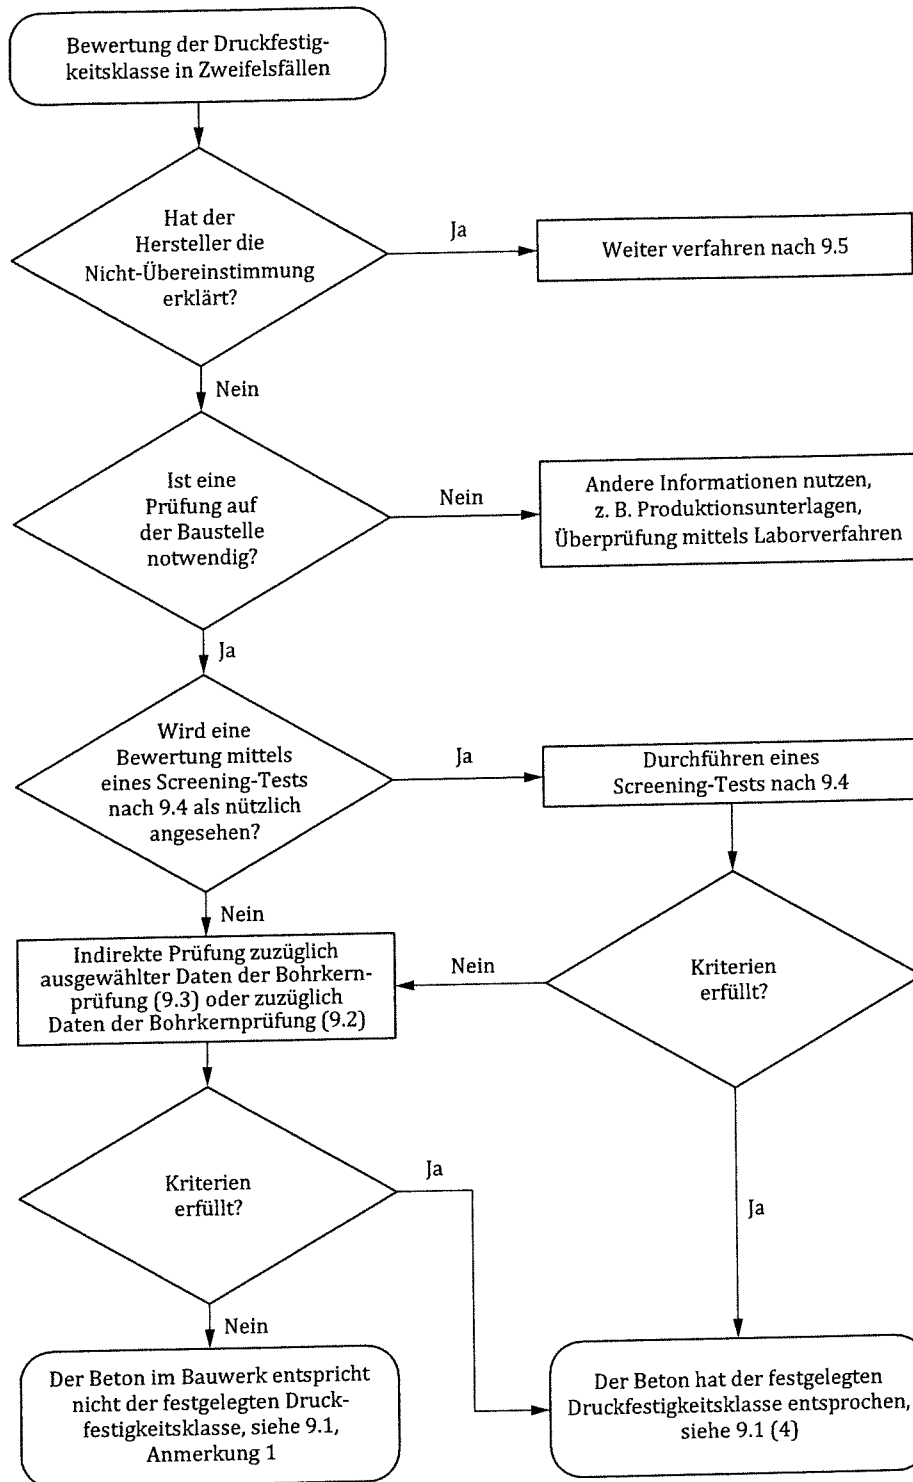 Bewertung der Druckfestig-
keitsklasse in Zweifelsfällen
Hat der
Hersteller die
Nicht-Übereinstimmung
erklärt?
Ja
Weiter verfahren nach 9.5
Nein
Ist eine
Prüfung auf
der Baustelle
notwendig?
Nein
Andere Informationen nutzen,
z. B. Produktionsunterlagen,
Überprüfung mittels Laborverfahren
Ja
Wird eine
Bewertung mittels
eines Screening-Tests
nach 9.4 als nützlich
angesehen?
Ja
Durchführen eines
Screening-Tests nach 9.4
Nein
Indirekte Prüfung zuzüglich
ausgewählter Daten der Bohrkern-
prüfung (9.3) oder zuzüglich
Daten der Bohrkernprüfung (9.2)
Nein
Kriterien
erfüllt?
Kriterien
erfüllt?
Ja
Ja
Nein
Der Beton im Bauwerk entspricht
nicht der festgelegten Druck-
festigkeitsklasse, siehe 9.1,
Anmerkung 1
Der Beton hat der festgelegten
Druckfestigkeitsklasse entsprochen,
siehe 9.1 (4)